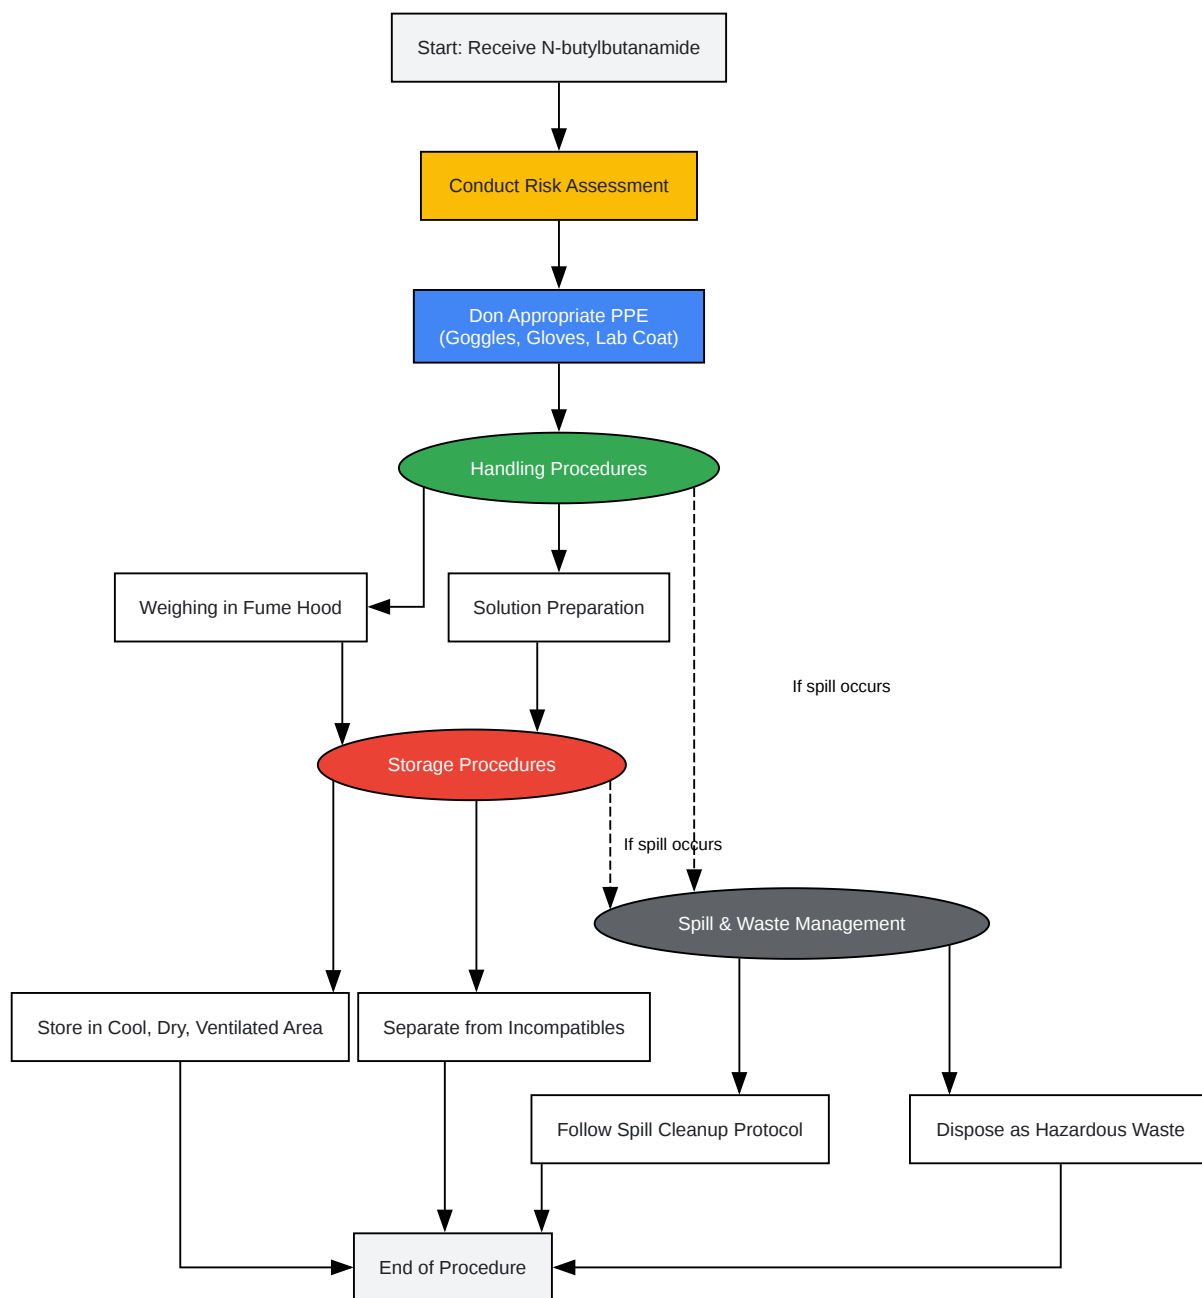 Start: Receive N-butylbutanamide
Conduct Risk Assessment
Don Appropriate PPE
(Goggles, Gloves, Lab Coat)
Handling Procedures
Weighing in Fume Hood
Solution Preparation
If spill occurs
Storage Procedures
If spill occurs
Spill & Waste Management
Store in Cool, Dry, Ventilated Area
Separate from Incompatibles
Follow Spill Cleanup Protocol
Dispose as Hazardous Waste
End of Procedure